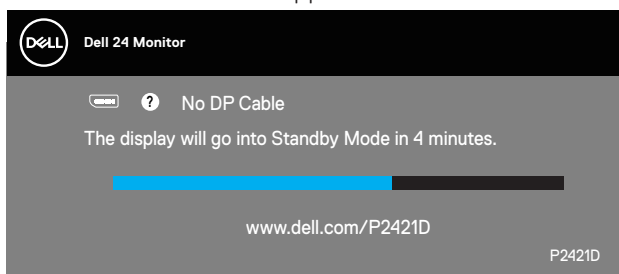 DELL
Dell 24 Monitor
? No DP Cable
The display will go into Standby Mode in 4 minutes.
www.dell.com/P2421D
P2421D